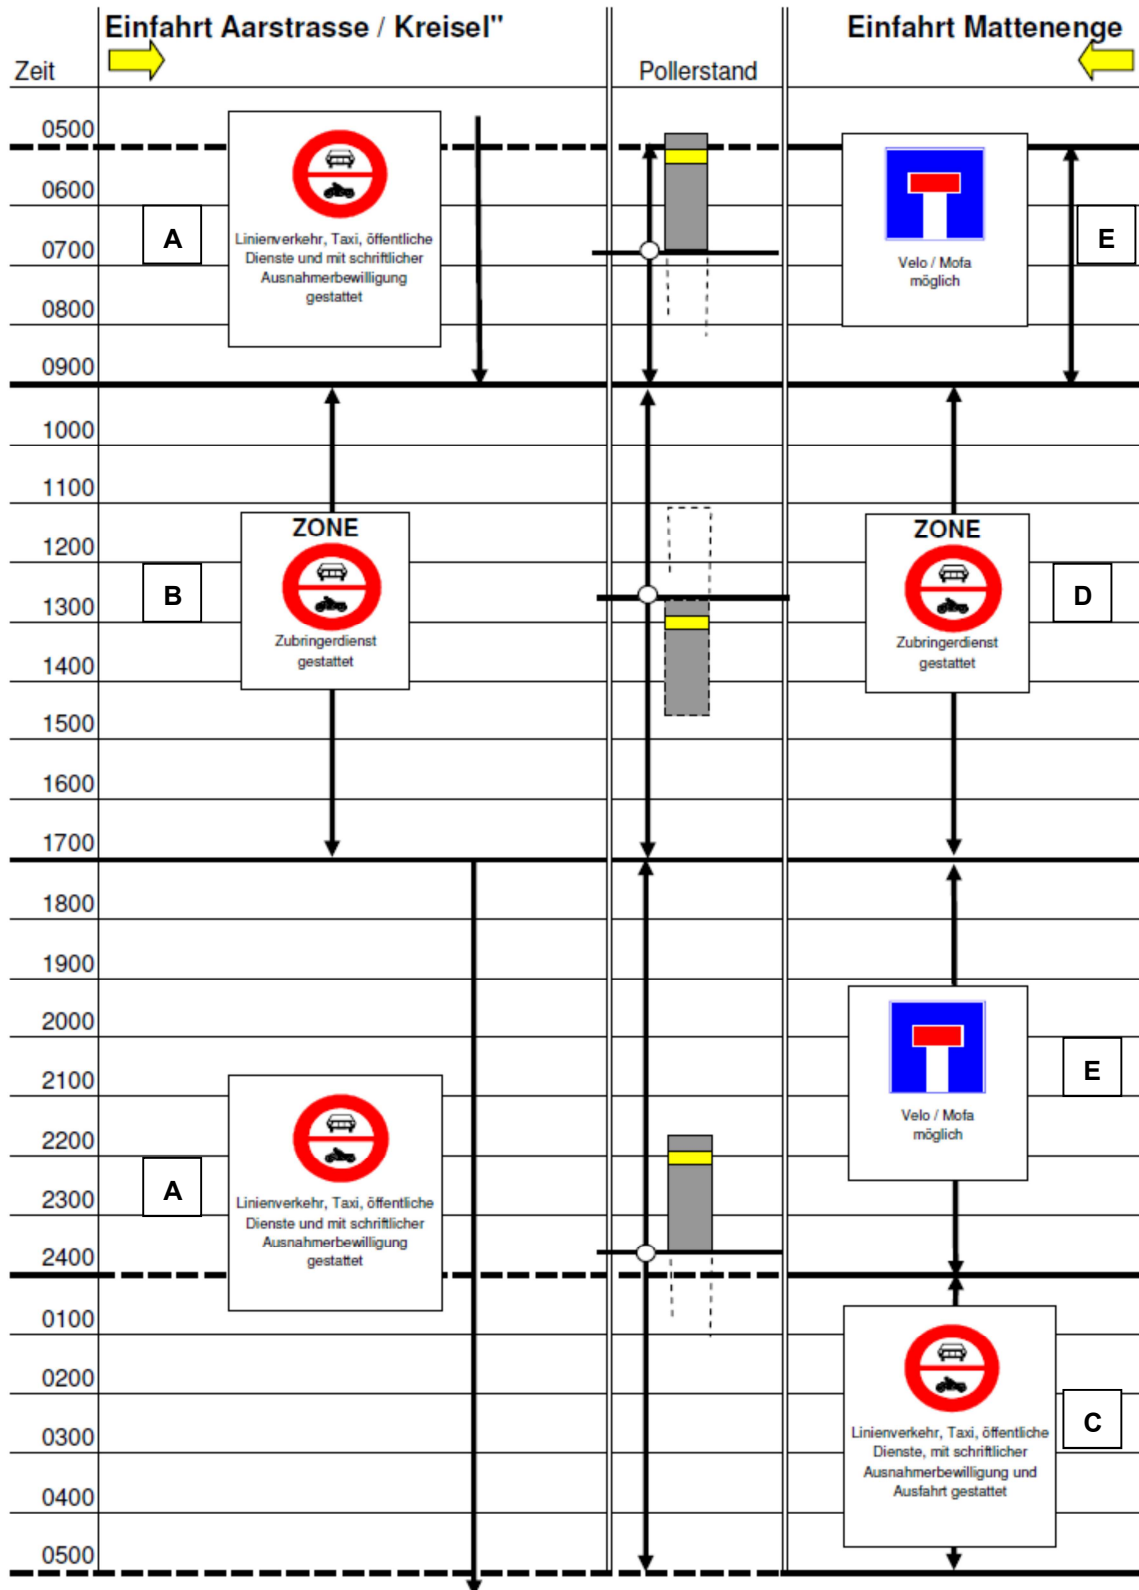 Einfahrt Aarstrasse / Kreisel"
Einfahrt Mattenenge
Zeit
Pollerstand
0500
0600
A
Linienverkehr, Taxi, öffentliche
Dienste und mit schriftlicher
Ausnahmerbewilligung
gestattet
Velo / Mofa
möglich
E
0700
0800
0900
1000
1100
1200
ZONE
ZONE
B
D
1300
Zubringerdienst
gestattet
Zubringerdienst
gestattet
1400
1500
1600
1700
1800
1900
2000
2100
E
Velo / Mofa
möglich
2200
A
Linienverkehr, Taxi, öffentliche
Dienste und mit schriftlicher
Ausnahmerbewilligung
gestattet
2300
2400
0100
0200
C
Linienverkehr, Taxi, öffentliche
Dienste, mit schriftlicher
Ausnahmerbewilligung und
Ausfahrt gestattet
0300
0400
0500